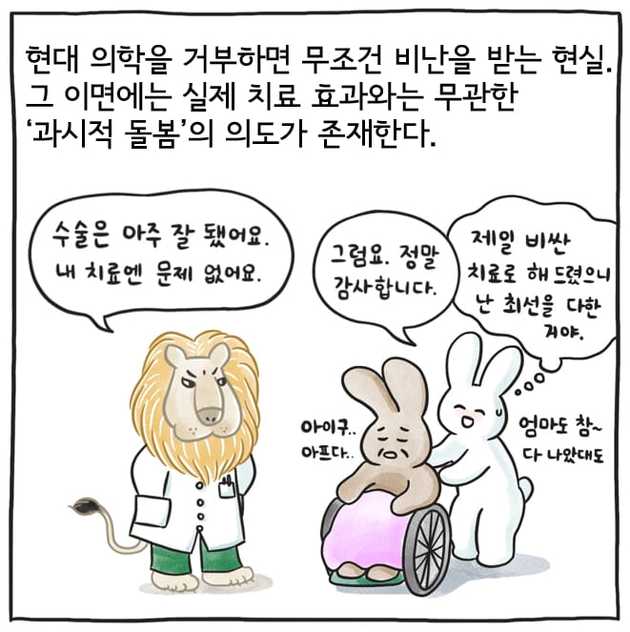 현대 의학을 거부하면 무조건 비난을 받는 현실.
그 이면에는 실제 치료 효과와는 무관한
‘과시적 돌봄’의 의도가 존재한다.
수술은 아주 잘 됐어요.
내 치료엔 문제 없어요.
그럼요. 정말
감사합니다.
제일 비싼
치료로 해 드렸으니
난 최선을 다한
거야.
아이구..
아프다..
엄마도 참~
다 나았대도